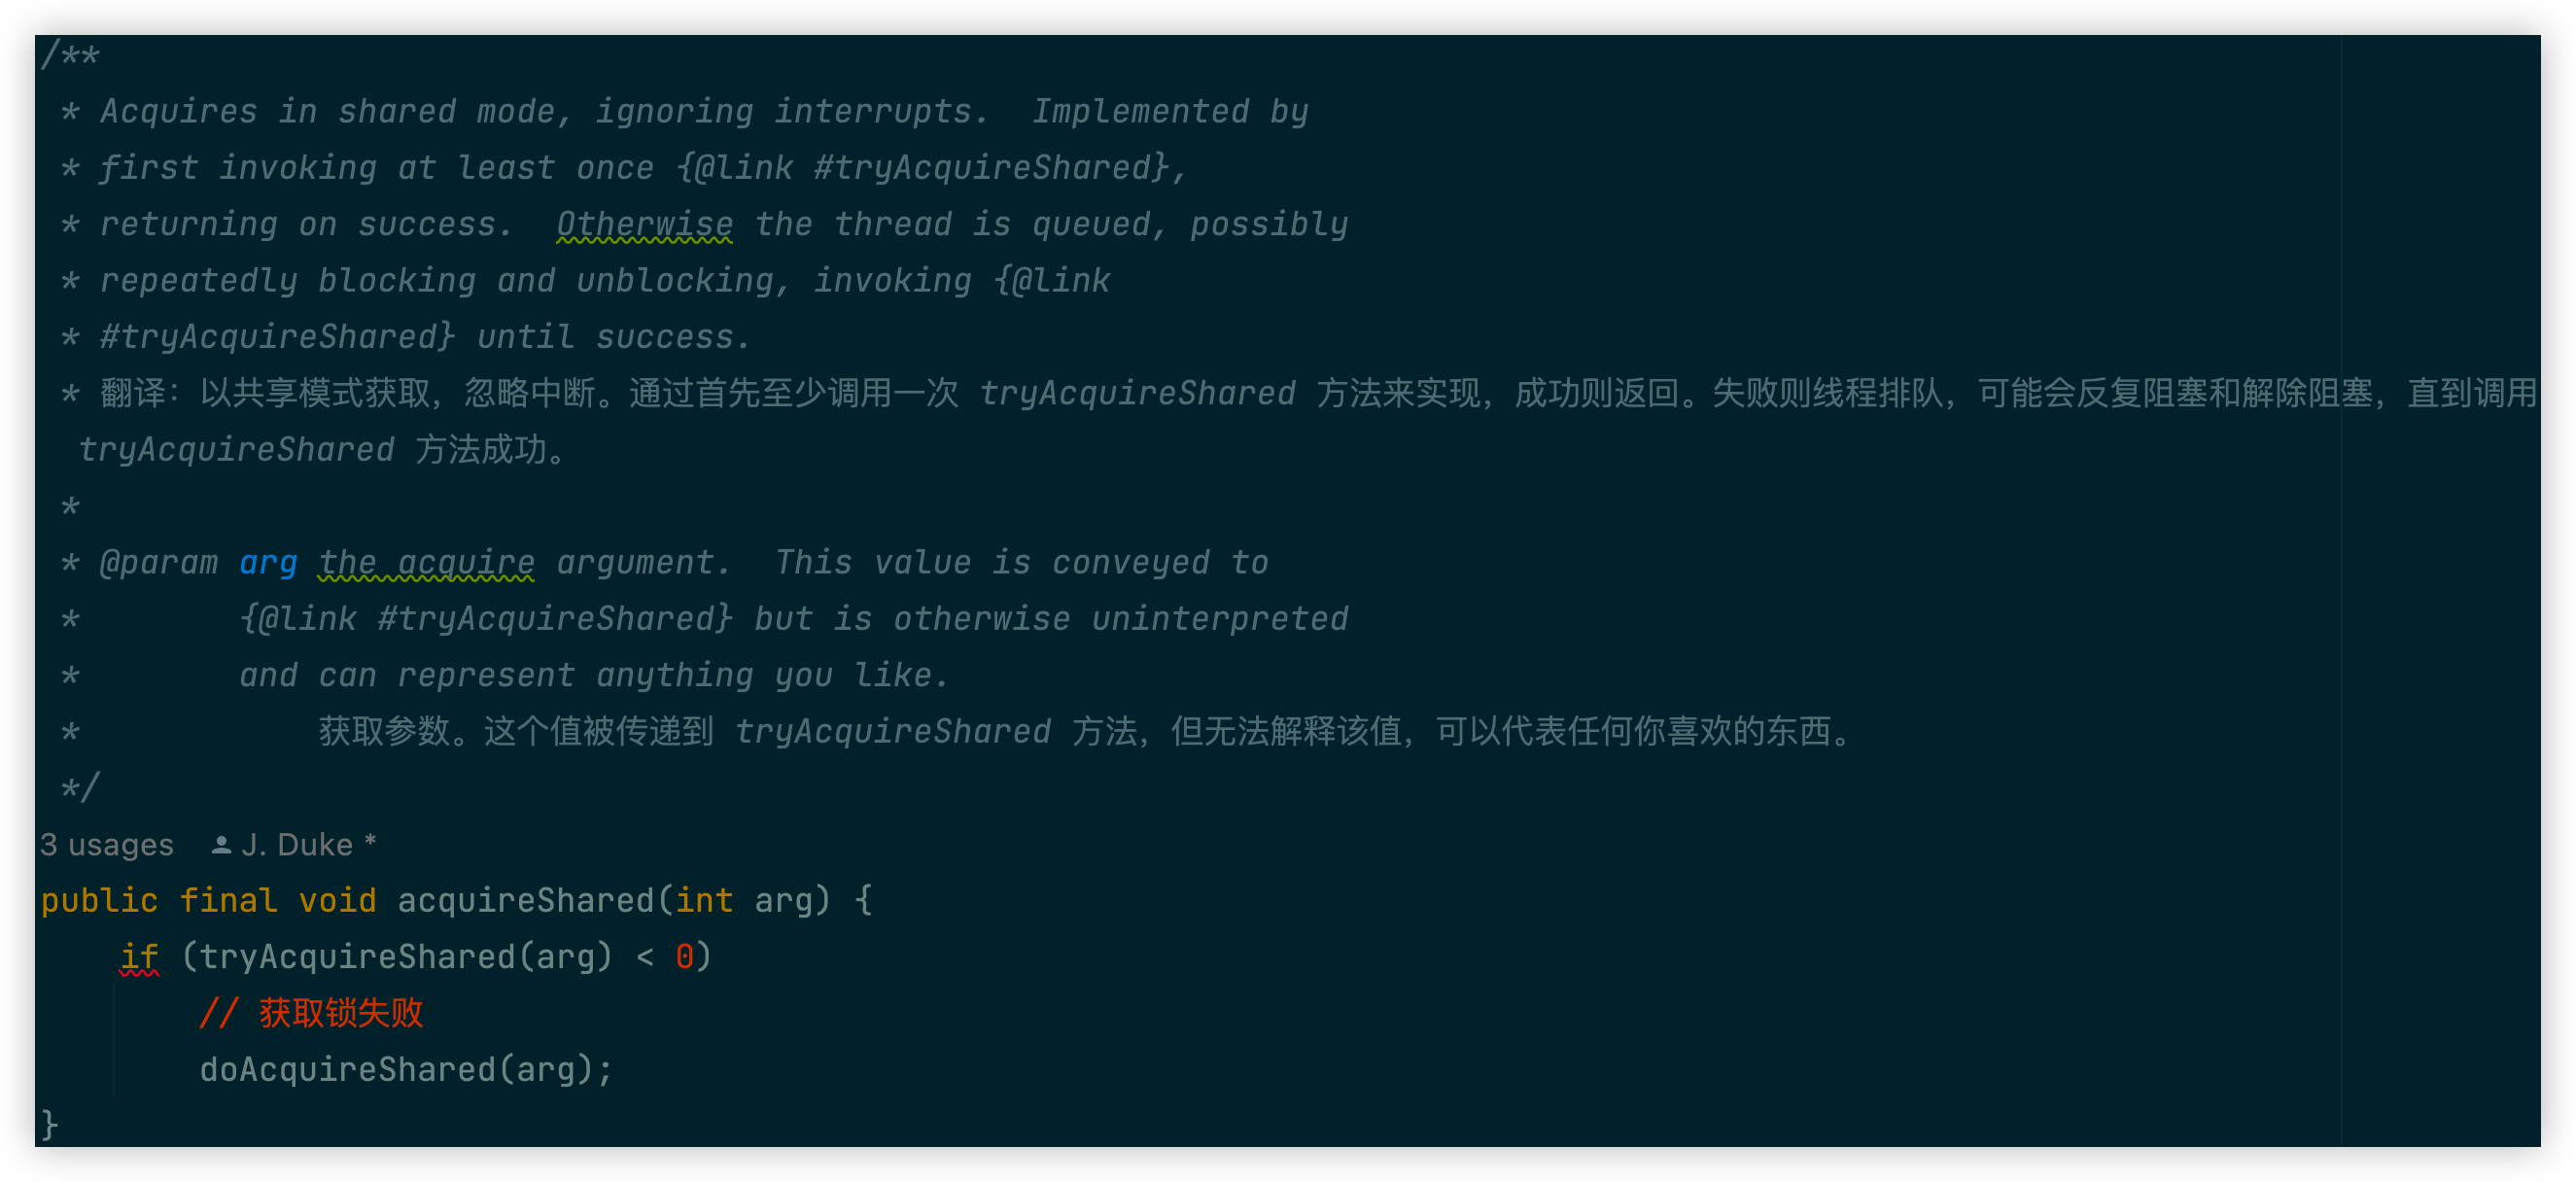 /**
 * Acquires in shared mode, ignoring interrupts.  Implemented by
 * first invoking at least once {@link #tryAcquireShared},
 * returning on success.  Otherwise the thread is queued, possibly
 * repeatedly blocking and unblocking, invoking {@link
 * #tryAcquireShared} until success.
 * 翻译：以共享模式获取，忽略中断。通过首先至少调用一次 tryAcquireShared 方法来实现，成功则返回。失败则线程排队，可能会反复阻塞和解除阻塞，直到调用
  tryAcquireShared 方法成功。
 *
 * @param arg the acquire argument.  This value is conveyed to
 *        {@link #tryAcquireShared} but is otherwise uninterpreted
 *        and can represent anything you like.
 *            获取参数。这个值被传递到 tryAcquireShared 方法，但无法解释该值，可以代表任何你喜欢的东西。
 */
3 usages  J. Duke *
public final void acquireShared(int arg) {
    if (tryAcquireShared(arg) < 0)
        // 获取锁失败
        doAcquireShared(arg);
}